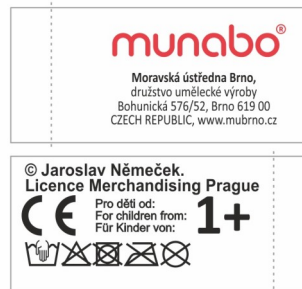 munabo®
Moravská ústředna Brno,
družstvo umělecké výroby
Bohunická 576/52, Brno 619 00
CZECH REPUBLIC, www.mubrno.cz
© Jaroslav Němeček.
Licence Merchandising Prague
CE
Pro děti od:
For children from:
Für Kinder von:
1+